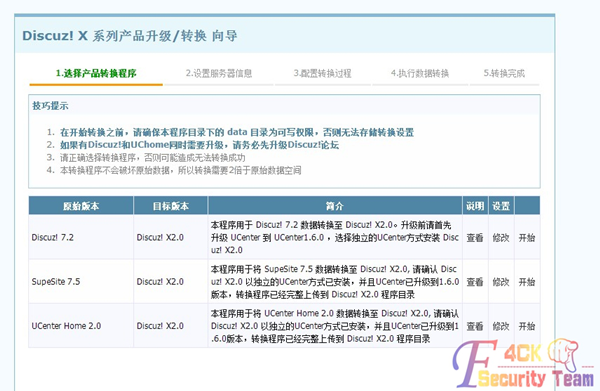 Discuz! X 系列产品升级/转换 向导
1.选择产品转换程序 2.设置服务器信息 3.配置转换过程 4.执行数据转换 5.转换完成
技巧提示
1. 在开始转换之前，请确保本程序目录下的 data 目录为可写权限，否则无法存储转换设置
2. 如果有Discuz!和UChome同时需要升级，请务必先升级Discuz!论坛
3. 请正确选择转换程序，否则可能造成无法转换成功
4. 本转换程序不会破坏原始数据，所以转换需要2倍于原始数据空间
原始版本 目标版本 简介 说明 设置
本程序用于 Discuz! 7.2 数据转换至 Discuz! X2.0。升级前请首先
Discuz! 7.2 Discuz! X2.0 升级 UCenter 到 UCenter1.6.0 ，选择独立的UCenter方式安装 Disc 查看 修改 开始
uz! X2.0
本程序用于将 SupeSite 7.5 数据转换至 Discuz! X2.0, 请确认 Disc
SupeSite 7.5 Discuz! X2.0 uz! X2.0 以独立的UCenter方式已安装，并且UCenter已升级到1.6.0 查看 修改 开始
版本，转换程序已经完整上传到 Discuz! X2.0 程序目录
本程序用于将 UCenter Home 2.0 数据转换至 Discuz! X2.0, 请确认
UCenter Home 2.0 Discuz! X2.0 Discuz! X2.0 以独立的UCenter方式已安装，并且UCenter已升级到1 查看 修改 开始
.6.0版本，转换程序已经完整上传到 Discuz! X2.0 程序目录
F4CK
Security Team